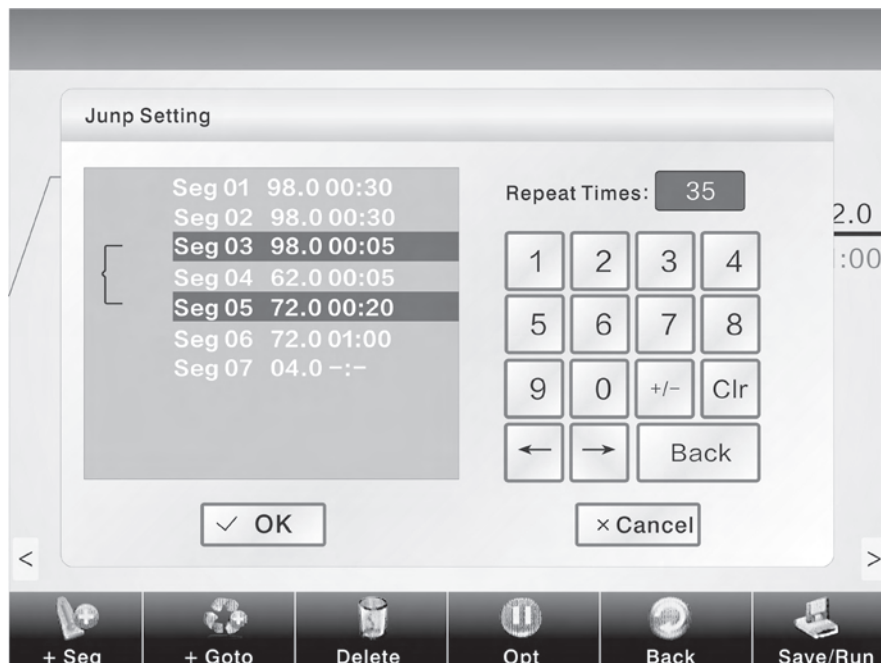 Junp Setting
Seg 01 98.0 00:30
Seg 02 98.0 00:30
Seg 03 98.0 00:05
Seg 04 62.0 00:05
Seg 05 72.0 00:20
Seg 06 72.0 01:00
Seg 07 04.0 –:–
Repeat Times: 35
1 2 3 4
5 6 7 8
9 0 +/− Clr
← → Back
✓ OK
× Cancel
2.0
:00
< >
+ Seg + Goto Delete Opt Back Save/Run